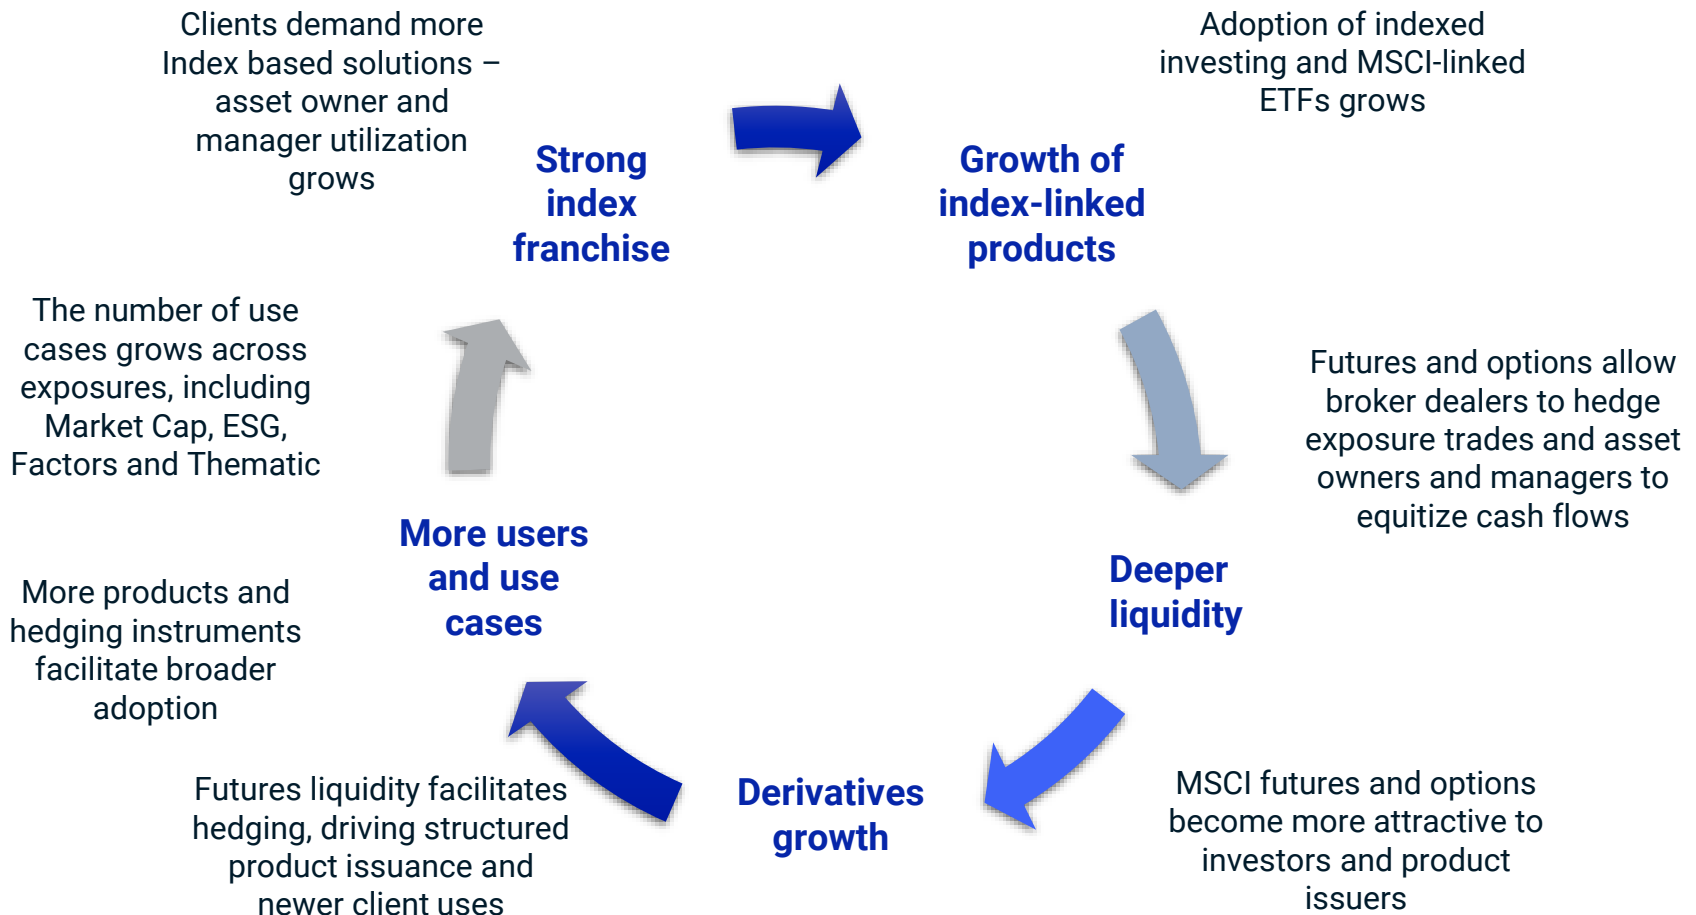 Clients demand more
Index based solutions –
asset owner and
manager utilization
grows
Strong
index
franchise
Adoption of indexed
investing and MSCI-linked
ETFs grows
Growth of
index-linked
products
Futures and options allow
broker dealers to hedge
exposure trades and asset
owners and managers to
equitize cash flows
Deeper
liquidity
MSCI futures and options
become more attractive to
investors and product
issuers
Derivatives
growth
Futures liquidity facilitates
hedging, driving structured
product issuance and
newer client uses
More products and
hedging instruments
facilitate broader
adoption
More users
and use
cases
The number of use
cases grows across
exposures, including
Market Cap, ESG,
Factors and Thematic